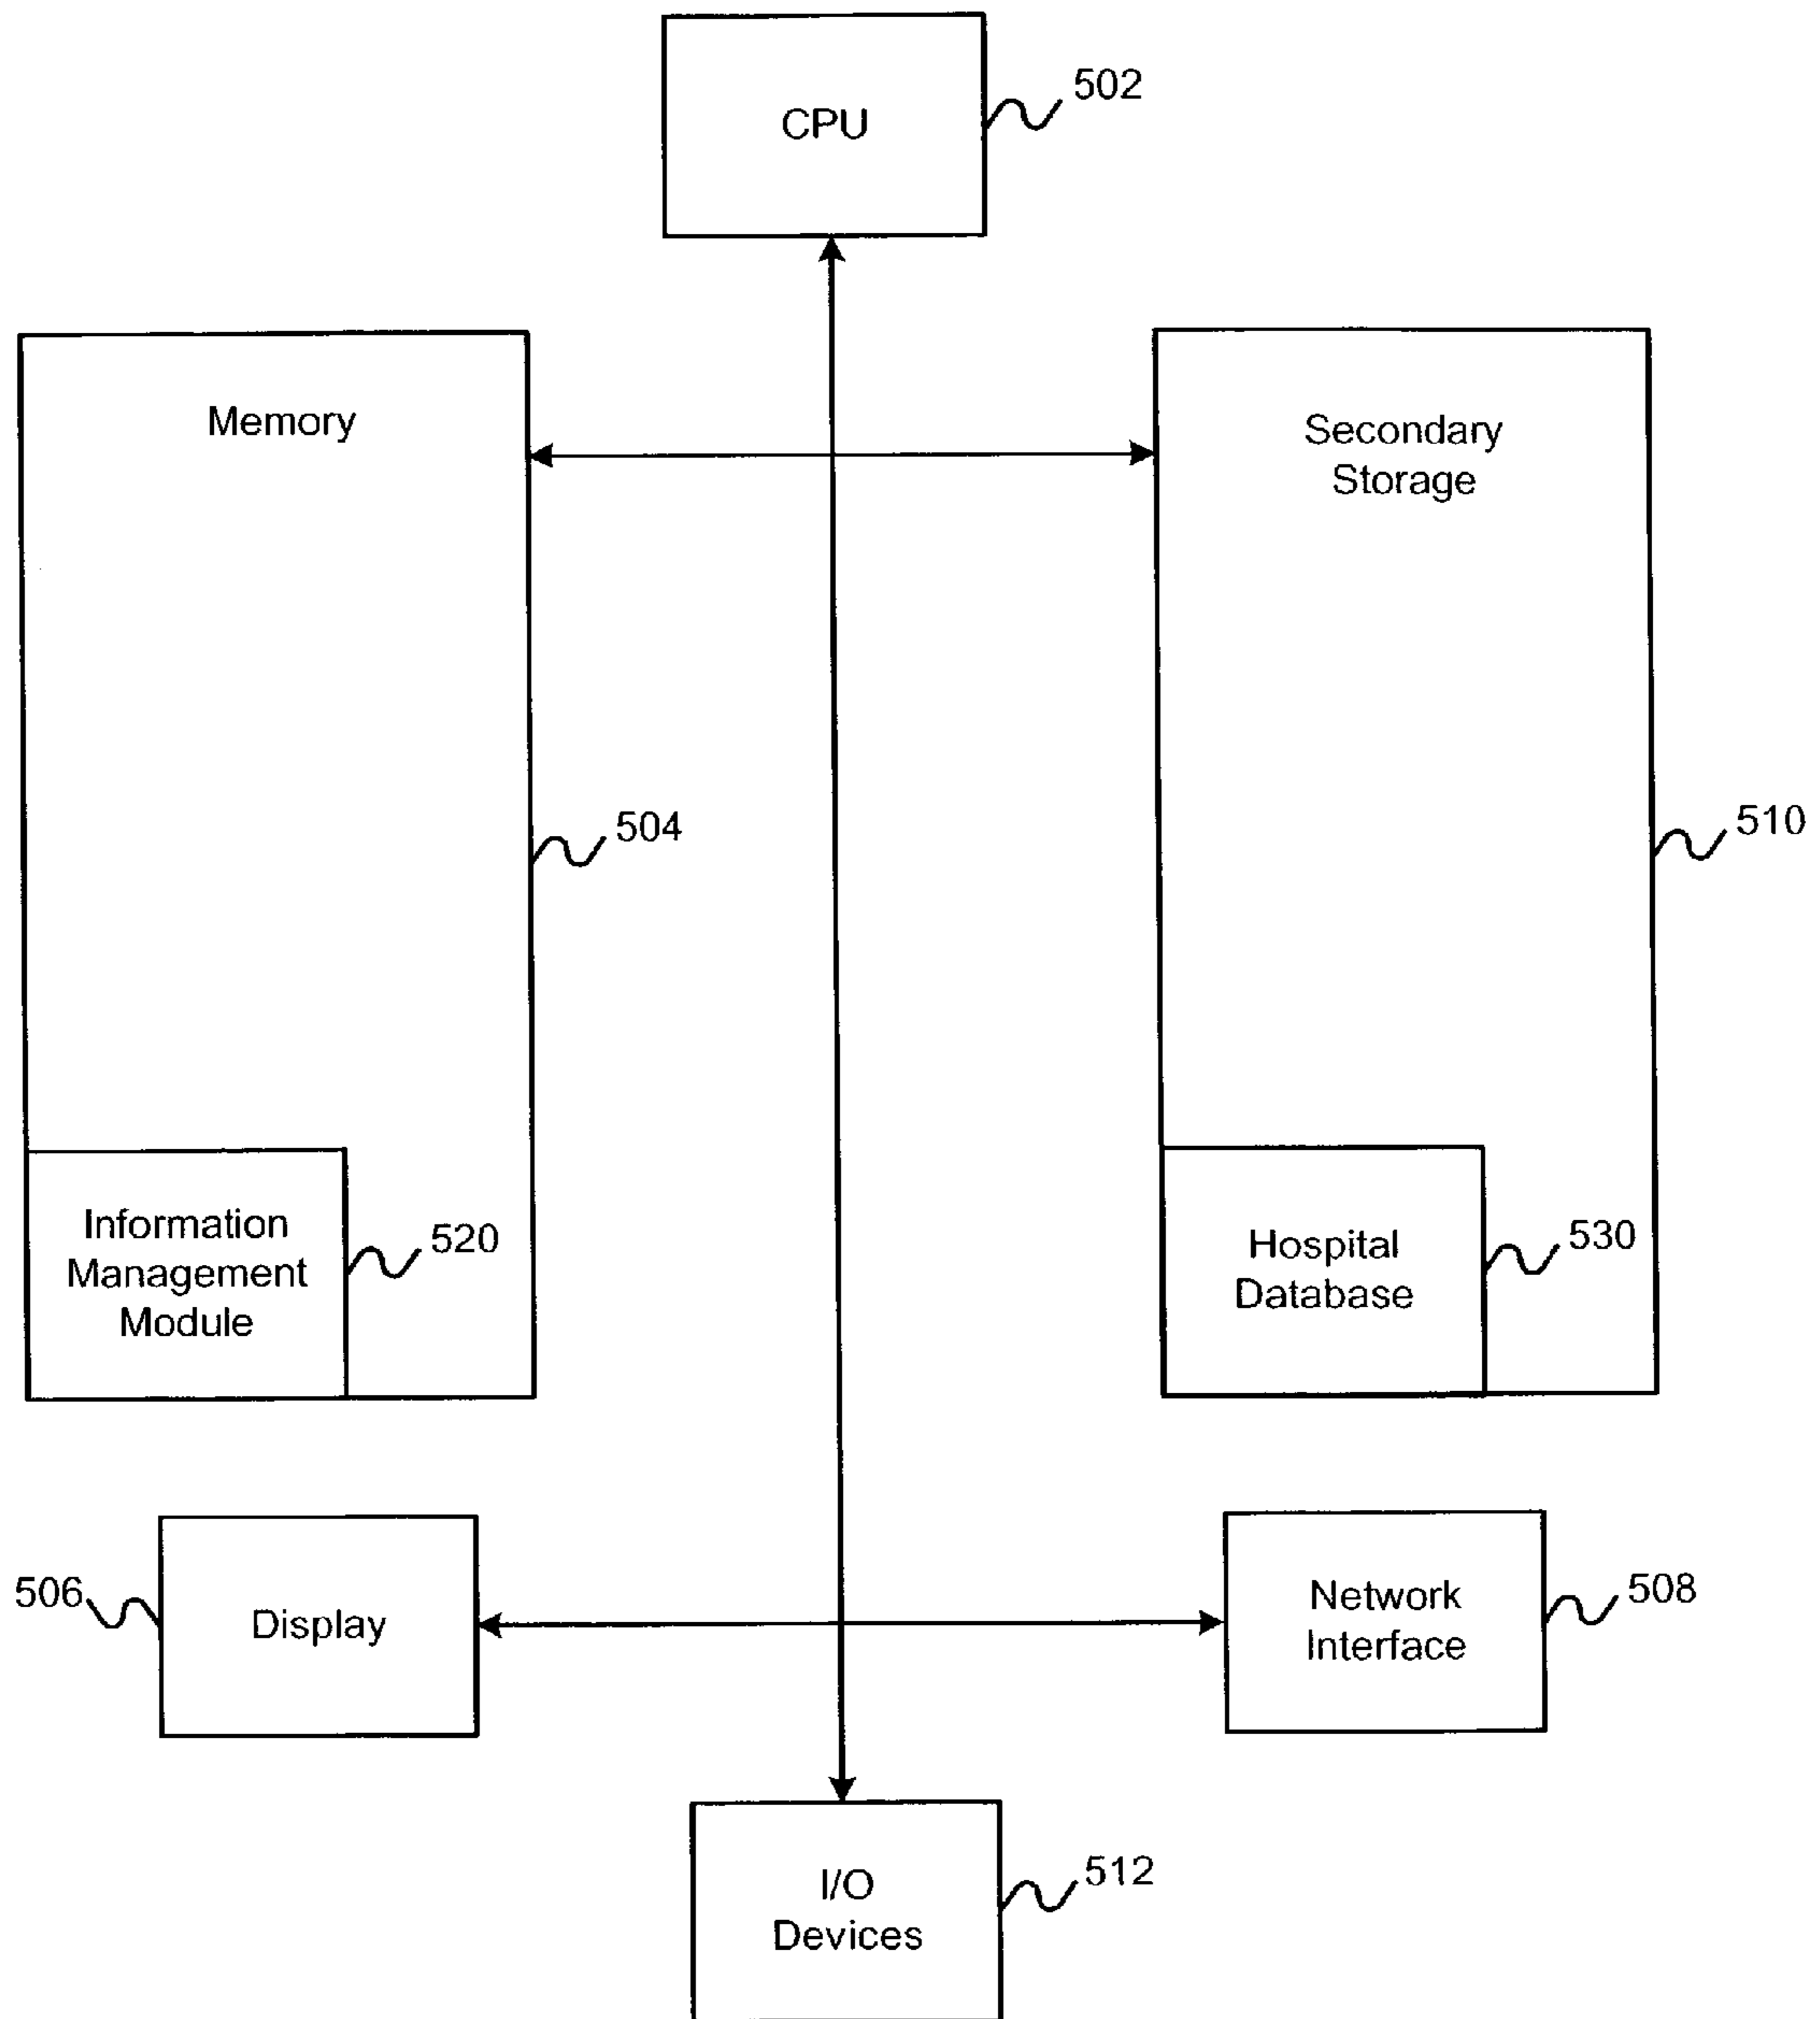 CPU
502
Memory
Secondary
Storage
504
510
Information
Management
Module
520
Hospital
Database
530
506
Display
Network
Interface
508
I/O
Devices
512